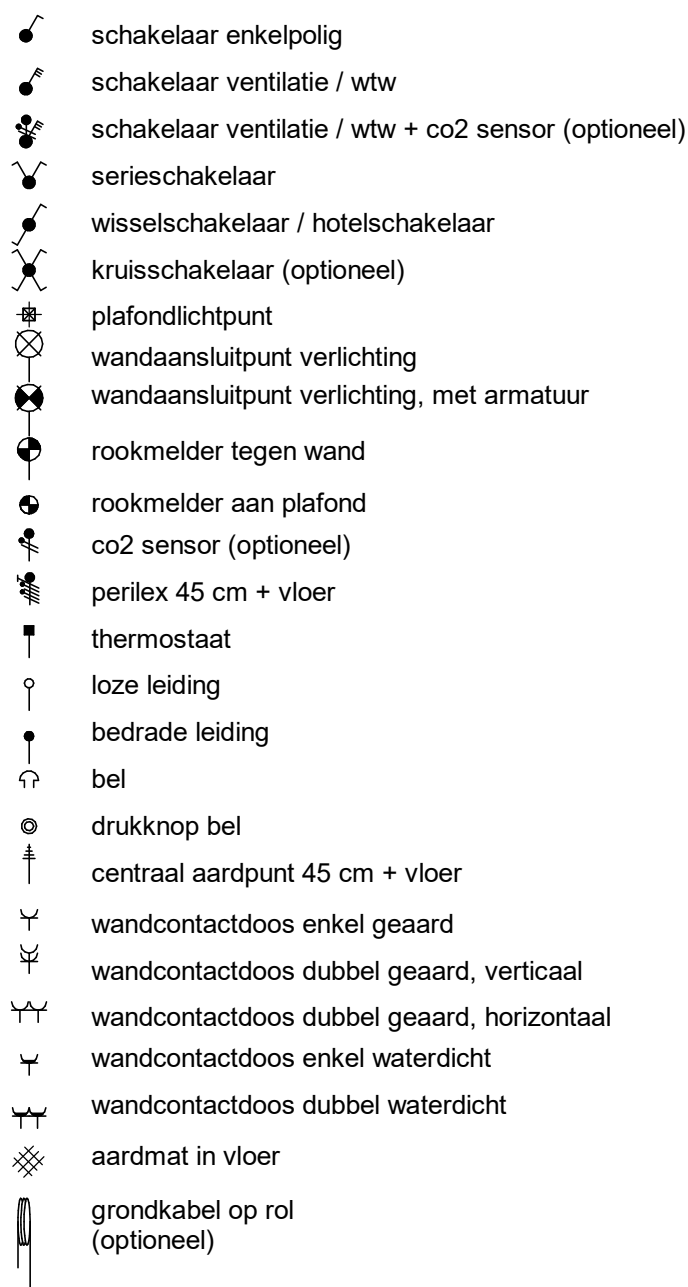 schakelaar enkelpolig
schakelaar ventilatie / wtw
schakelaar ventilatie / wtw + co2 sensor (optioneel)
serieschakelaar
wisselschakelaar / hotelschakelaar
kruisschakelaar (optioneel)
plafondlichtpunt
wandaansluitpunt verlichting
wandaansluitpunt verlichting, met armatuur
rookmelder tegen wand
rookmelder aan plafond
co2 sensor (optioneel)
perilex 45 cm + vloer
thermostaat
loze leiding
bedrade leiding
bel
drukknop bel
centraal aardpunt 45 cm + vloer
wandcontactdoos enkel geaard
wandcontactdoos dubbel geaard, verticaal
wandcontactdoos dubbel geaard, horizontaal
wandcontactdoos enkel waterdicht
wandcontactdoos dubbel waterdicht
aardmat in vloer
grondkabel op rol
(optioneel)